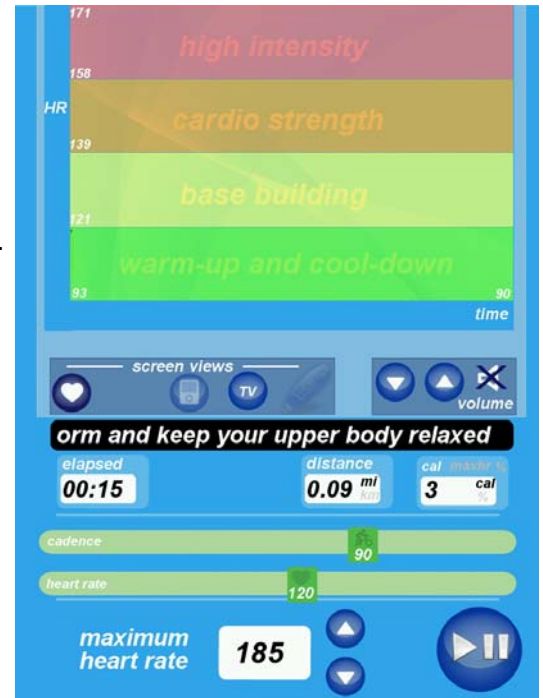 171
high intensity
158
HR
cardio strength
139
base building
121
warm-up and cool-down
93 90
time
screen views
TV
volume
orm and keep your upper body relaxed
elapsed distance cal maxhr %
00:15 0.09 mi km 3 cal %
cadence
90
heart rate
120
maximum
heart rate
185